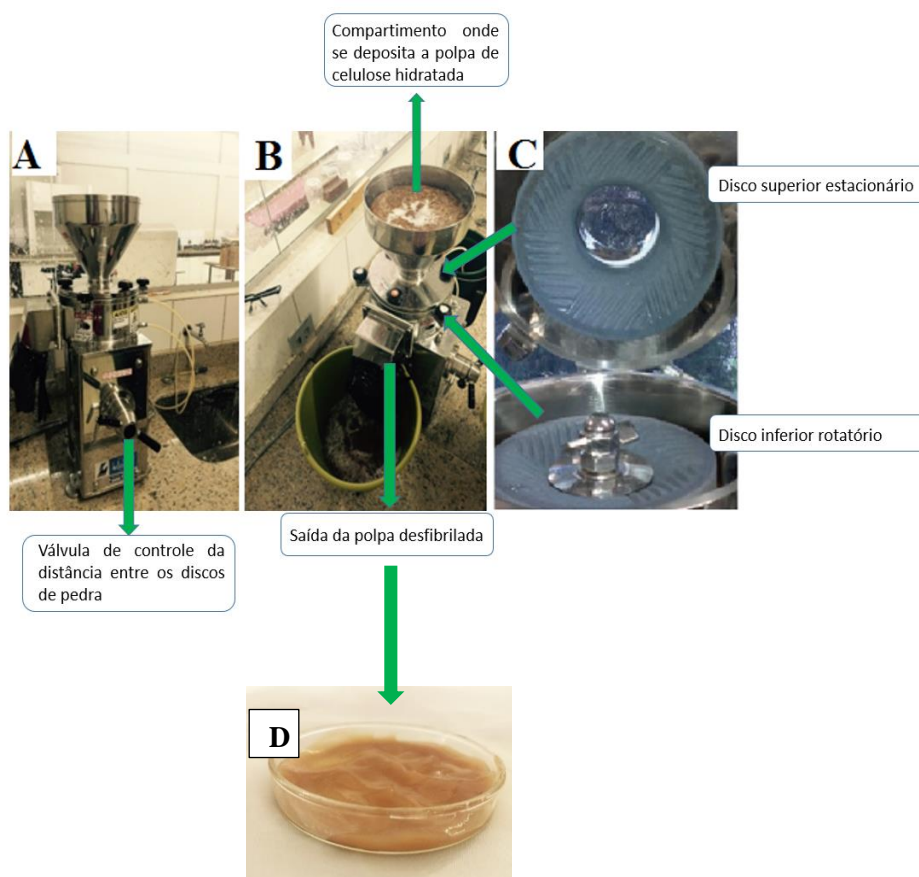 Compartimento onde
se deposita a polpa de
celulose hidratada
A
B
C
Disco superior estacionário
Disco inferior rotatório
Válvula de controle da
distância entre os discos
de pedra
Saída da polpa desfibrilada
D